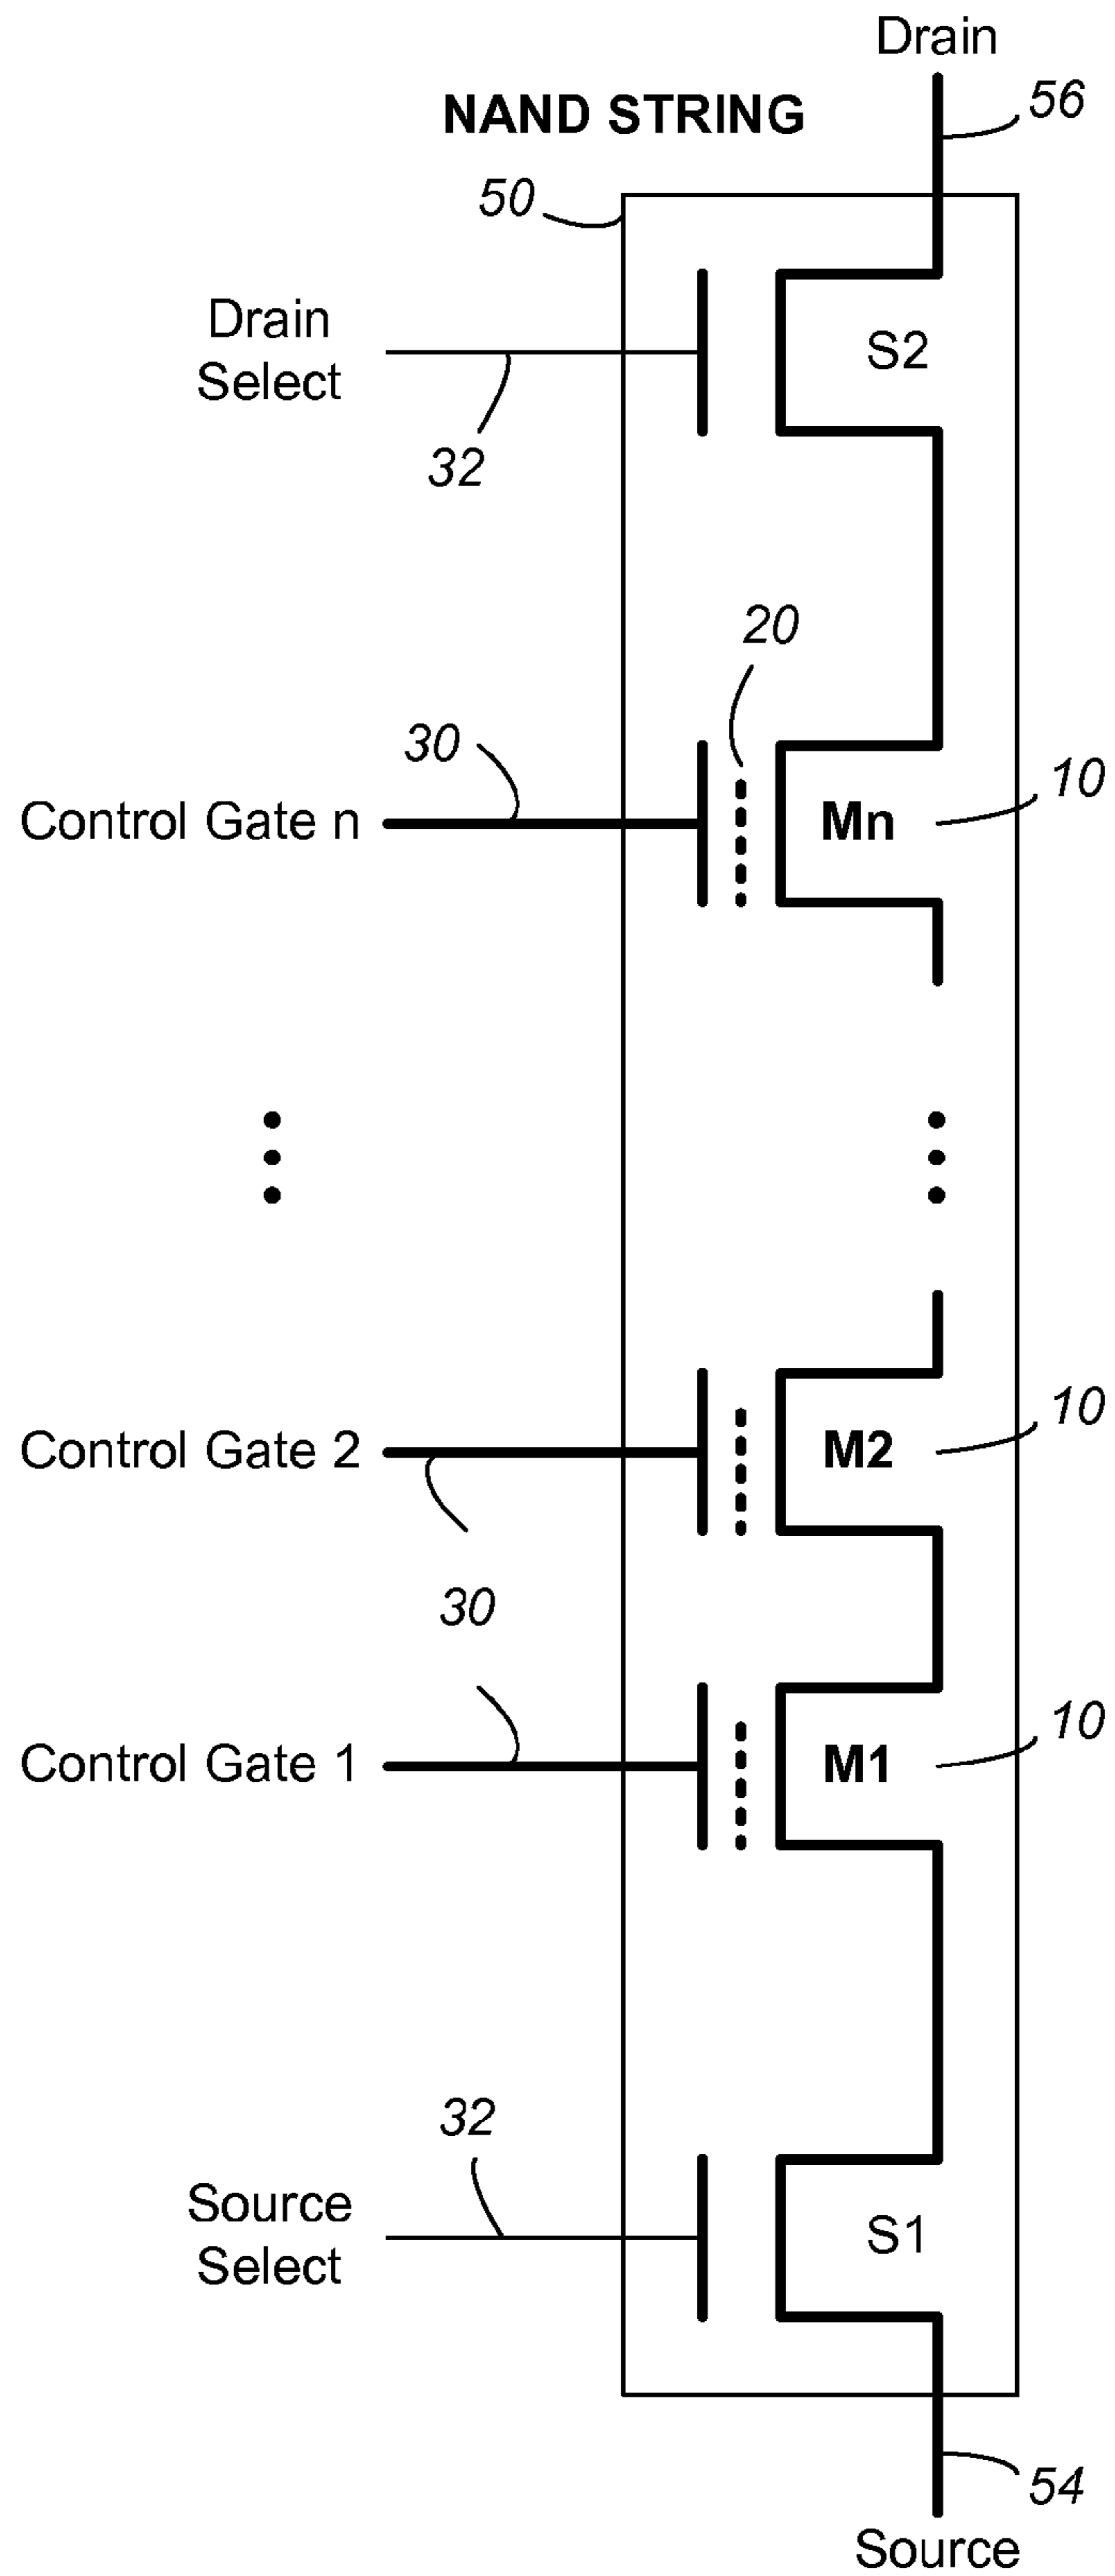 Drain
56
NAND STRING
50
Drain
Select
S2
32
20
30
Control Gate n
Mn
10
10
Control Gate 2
M2
30
10
Control Gate 1
M1
32
Source
Select
S1
54
Source